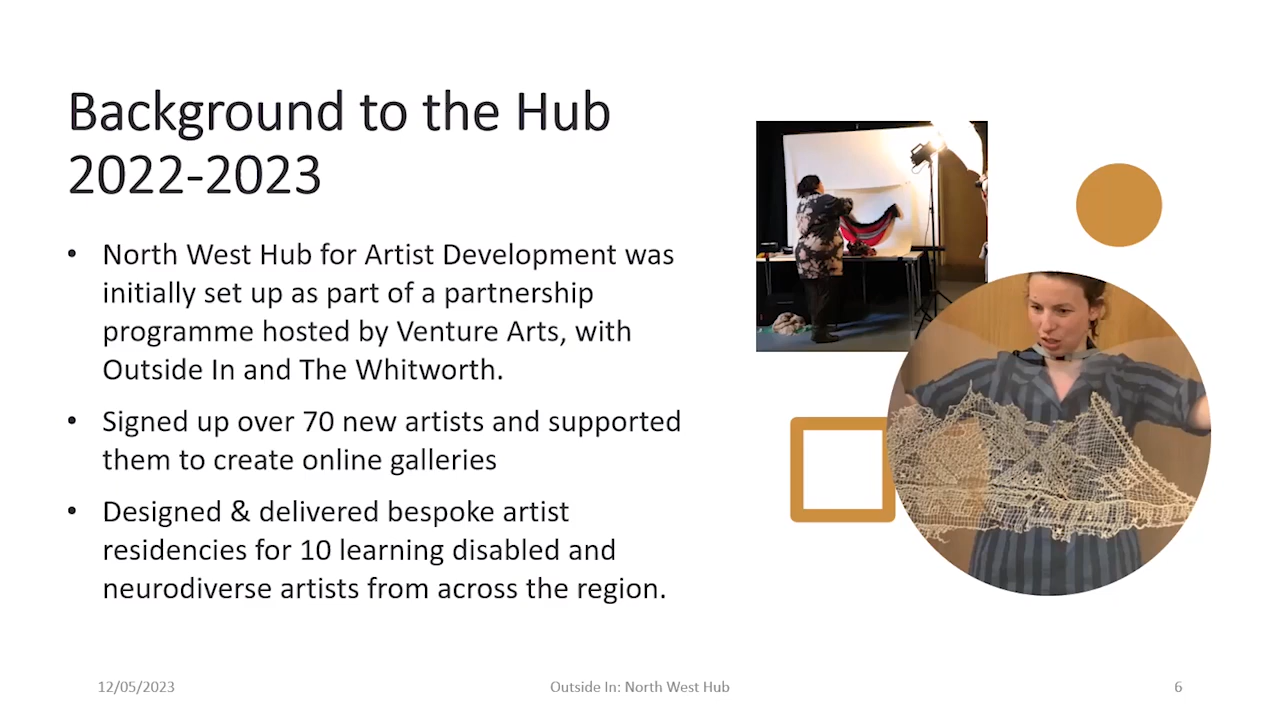 Background to the Hub
2022-2023
• North West Hub for Artist Development was
initially set up as part of a partnership
programme hosted by Venture Arts, with
Outside In and The Whitworth.
• Signed up over 70 new artists and supported
them to create online galleries
• Designed & delivered bespoke artist
residencies for 10 learning disabled and
neurodiverse artists from across the region.
12/05/2023
Outside In: North West Hub
6